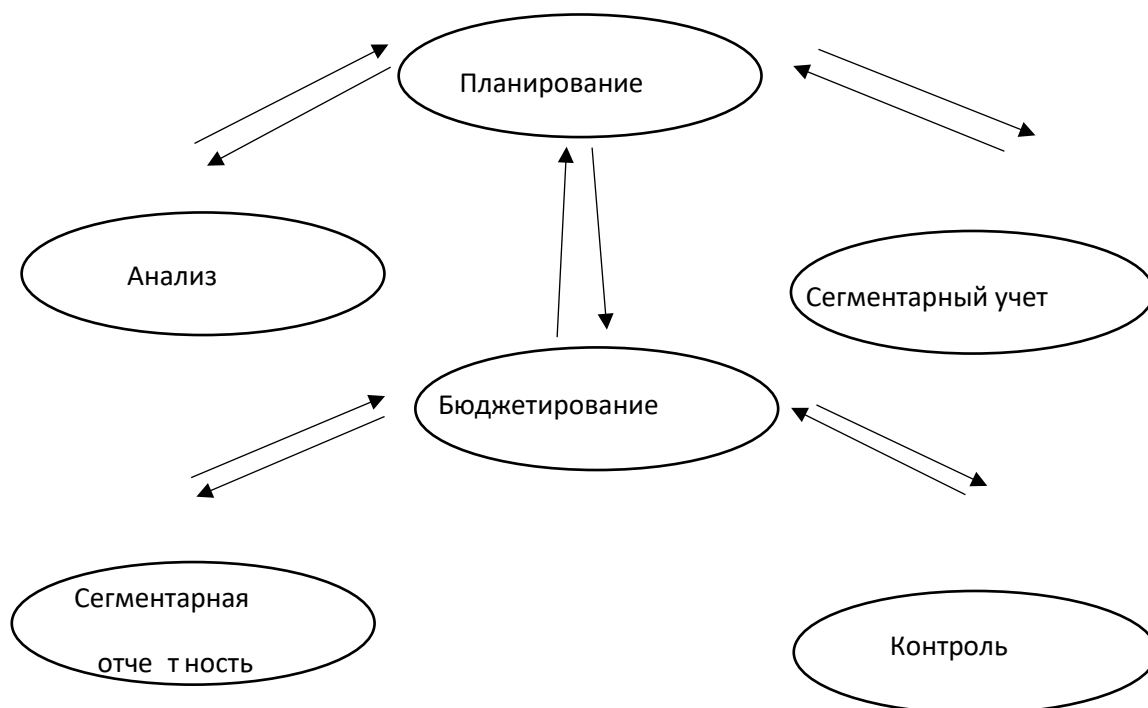 Планирование
Анализ
Сегментарный учет
Бюджетирование
Сегментарная
отче т ность
Контроль